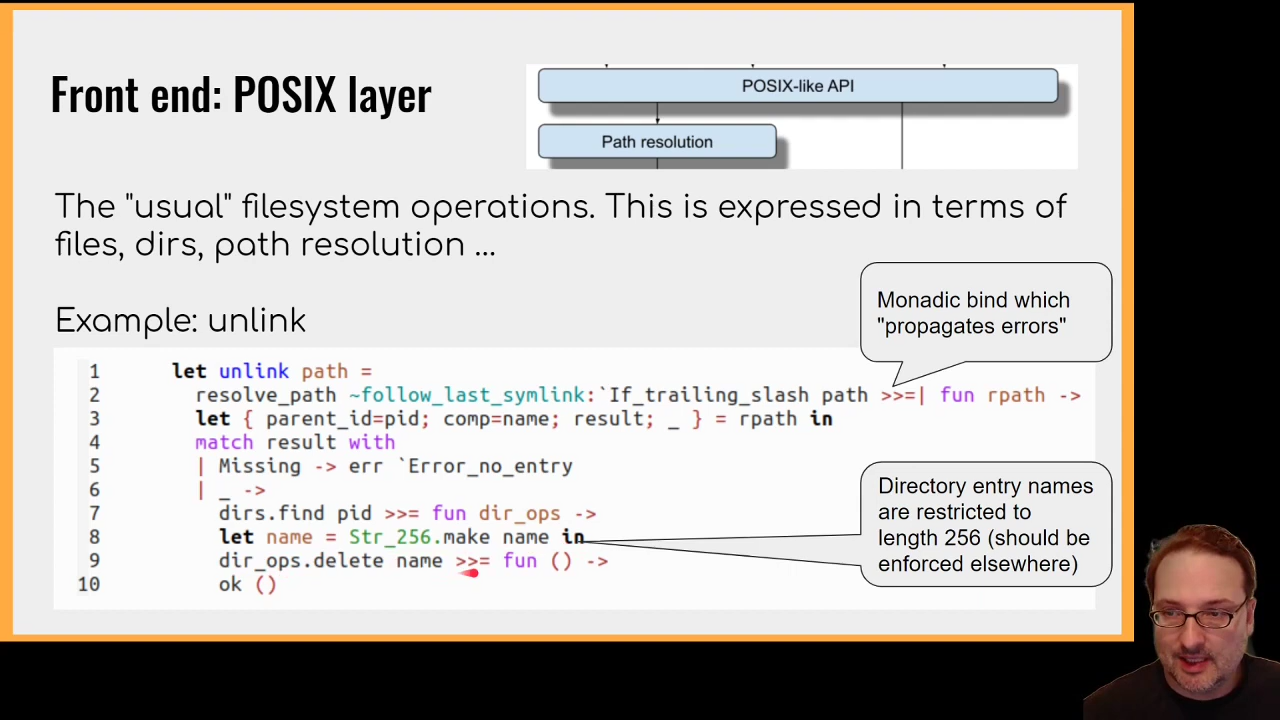 Front end: POSIX layer
POSIX-like API
Path resolution
The "usual" filesystem operations. This is expressed in terms of
files, dirs, path resolution ...
Example: unlink
Monadic bind which
"propagates errors"
1 let unlink path =
2 resolve_path ~follow_last_symlink:`If_trailing_slash path >>=| fun rpath ->
3 let { parent_id=pid; comp=name; result; _ } = rpath in
4 match result with
5 | Missing -> err `Error_no_entry
6 | _ ->
7 dirs.find pid >>= fun dir_ops ->
8 let name = Str_256.make name in
9 dir_ops.delete name >>= fun () ->
10 ok ()
Directory entry names
are restricted to
length 256 (should be
enforced elsewhere)